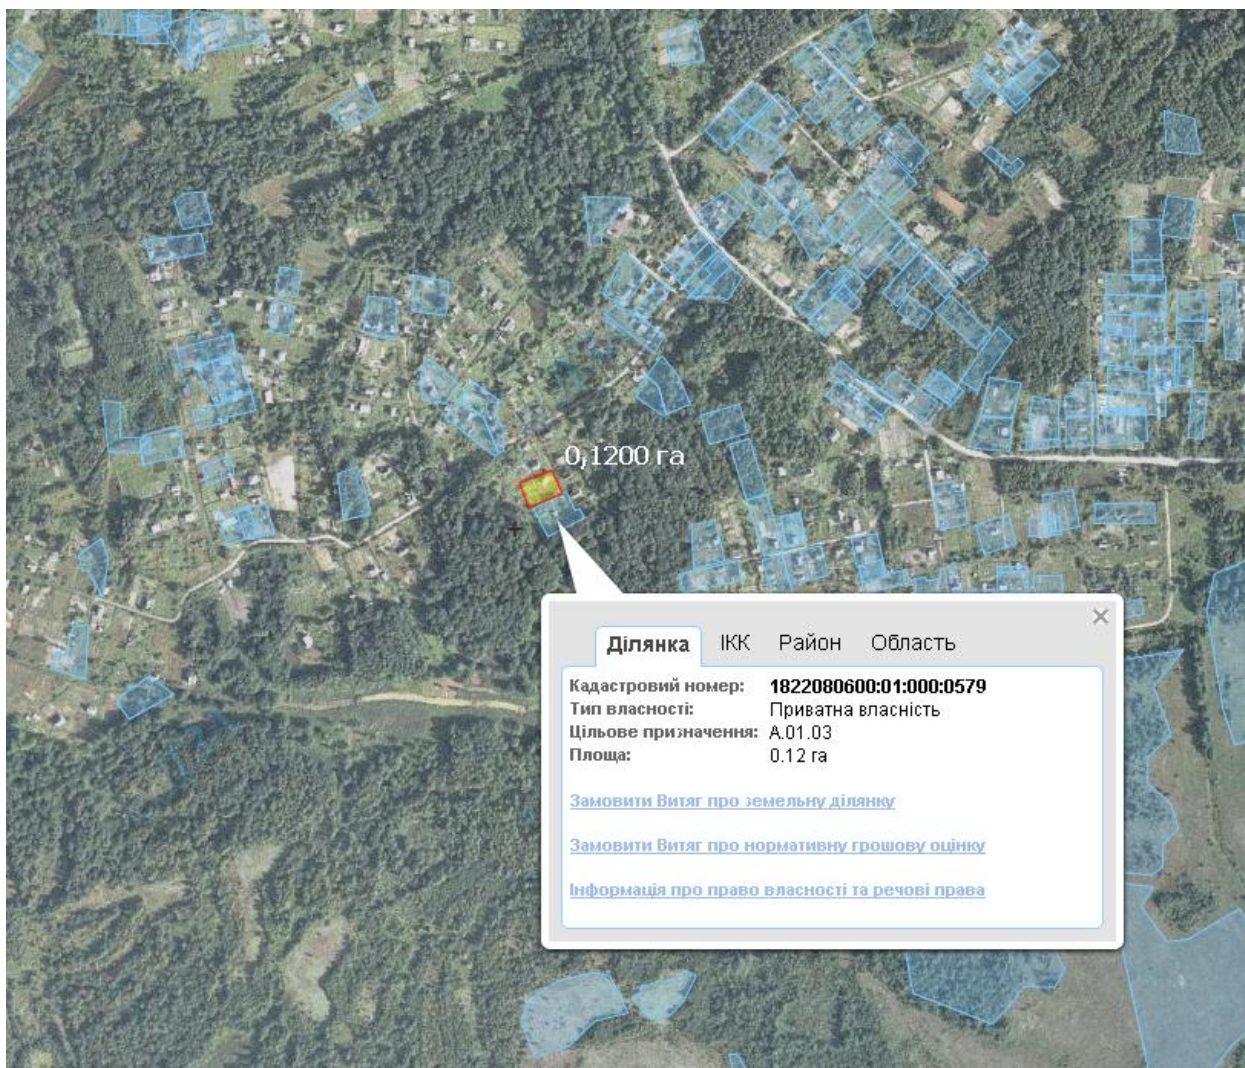 0,1200 га
Ділянка ІКК Район Область
Кадастровий номер: 1822080600:01:000:0579
Тип власності: Приватна власність
Цільове призначення: А.01.03
Площа: 0.12 га
Замовити Витяг про земельну ділянку
Замовити Витяг про нормативну грошову оцінку
Інформація про право власності та речові права